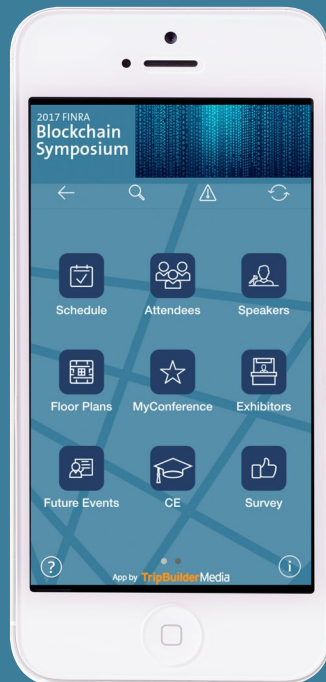 2017 FINRA
Blockchain
Symposium
Schedule
Attendees
Speakers
Floor Plans
MyConference
Exhibitors
Future Events
CE
Survey
?
App by TripBuilderMedia
i